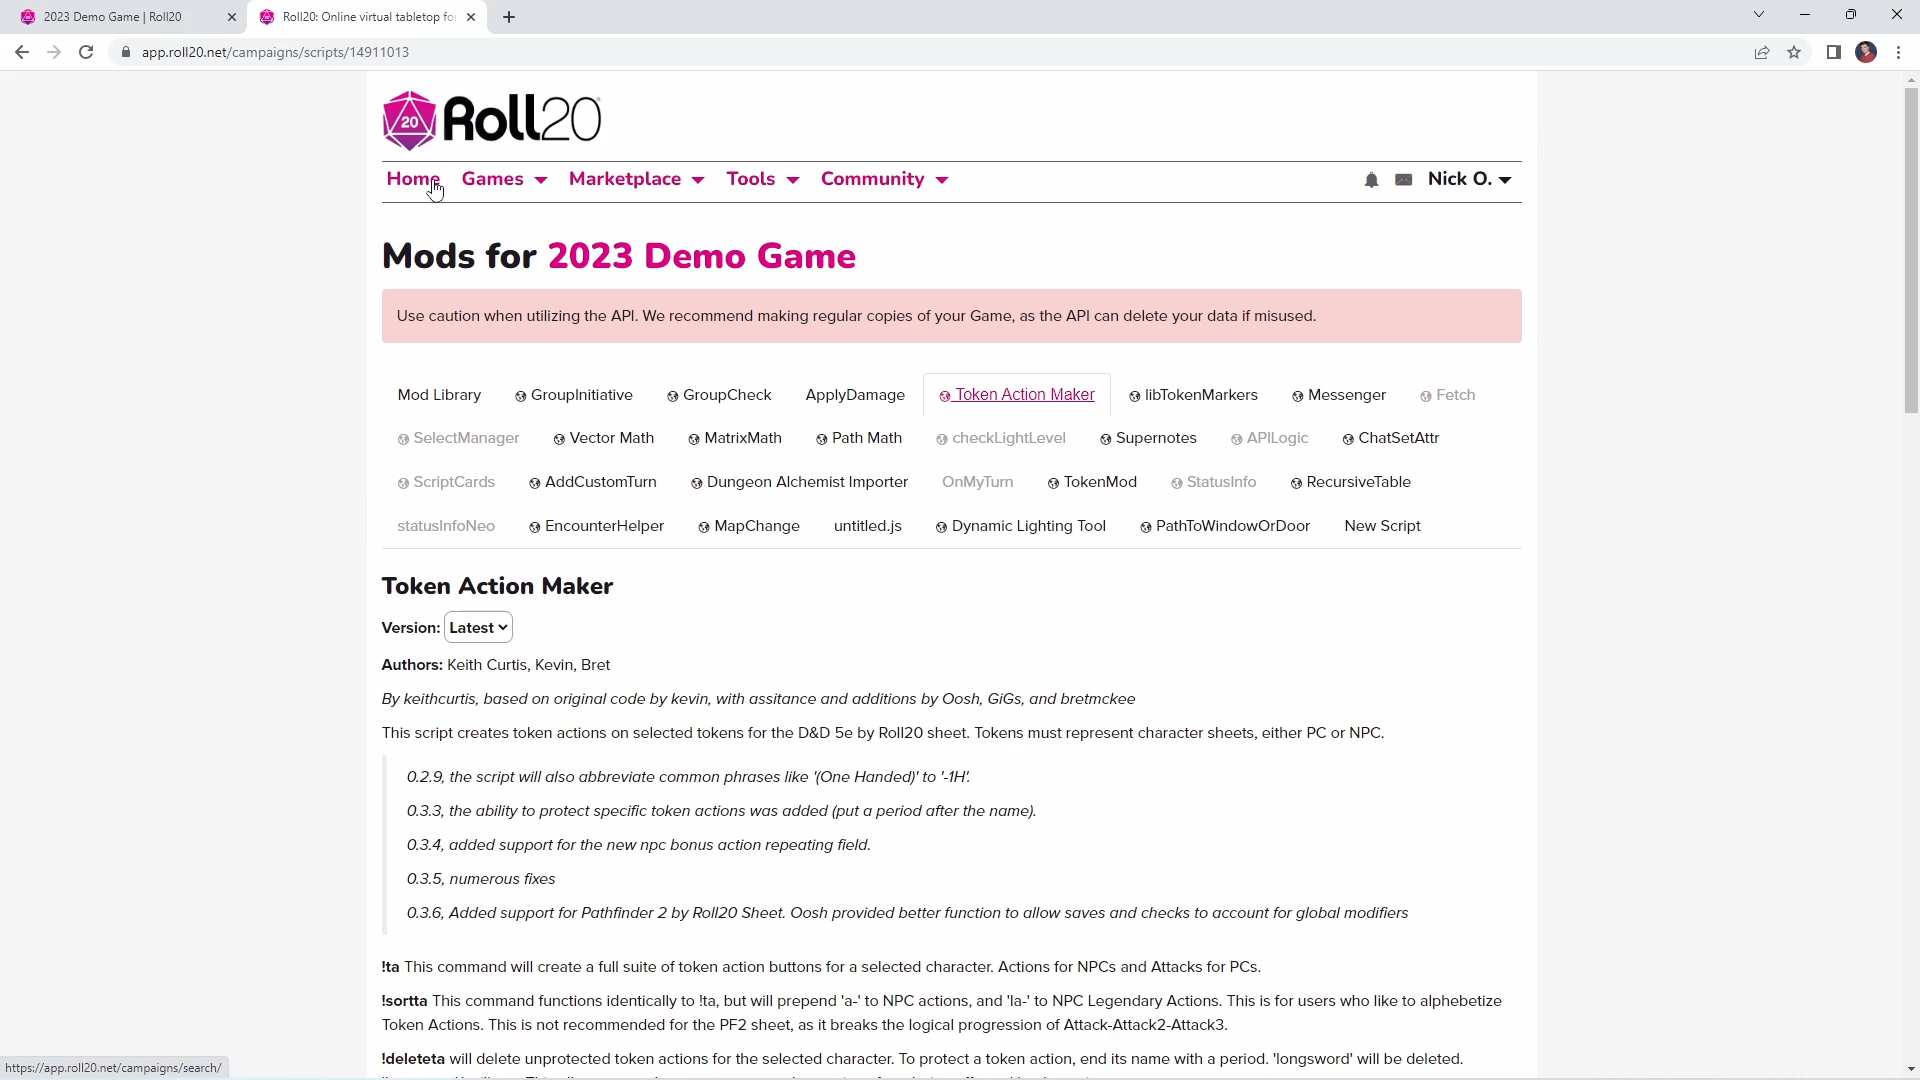 2023 Demo Game | Roll20
Roll20: Online virtual tabletop for
app.roll20.net/campaigns/scripts/14911013
20 Roll20
Home Games Marketplace Tools Community Nick O.
Mods for 2023 Demo Game
Use caution when utilizing the API. We recommend making regular copies of your Game, as the API can delete your data if misused.
Mod Library GroupInitiative GroupCheck ApplyDamage Token Action Maker libTokenMarkers Messenger Fetch
SelectManager Vector Math MatrixMath Path Math checkLightLevel Supernotes APILogic ChatSetAttr
ScriptCards AddCustomTurn Dungeon Alchemist Importer OnMyTurn TokenMod StatusInfo RecursiveTable
statusInfoNeo EncounterHelper MapChange untitled.js Dynamic Lighting Tool PathToWindowOrDoor New Script
Token Action Maker
Version: Latest
Authors: Keith Curtis, Kevin, Bret
By keithcurtis, based on original code by kevin, with assitance and additions by Oosh, GiGs, and bretmckee
This script creates token actions on selected tokens for the D&D 5e by Roll20 sheet. Tokens must represent character sheets, either PC or NPC.
0.2.9, the script will also abbreviate common phrases like '(One Handed)' to '-1H'.
0.3.3, the ability to protect specific token actions was added (put a period after the name).
0.3.4, added support for the new npc bonus action repeating field.
0.3.5, numerous fixes
0.3.6, Added support for Pathfinder 2 by Roll20 Sheet. Oosh provided better function to allow saves and checks to account for global modifiers
!ta This command will create a full suite of token action buttons for a selected character. Actions for NPCs and Attacks for PCs.
!sortta This command functions identically to !ta, but will prepend 'a-' to NPC actions, and 'la-' to NPC Legendary Actions. This is for users who like to alphebetize
Token Actions. This is not recommended for the PF2 sheet, as it breaks the logical progression of Attack-Attack2-Attack3.
!deleteta will delete unprotected token actions for the selected character. To protect a token action, end its name with a period. 'longsword' will be deleted.
https://app.roll20.net/campaigns/search/